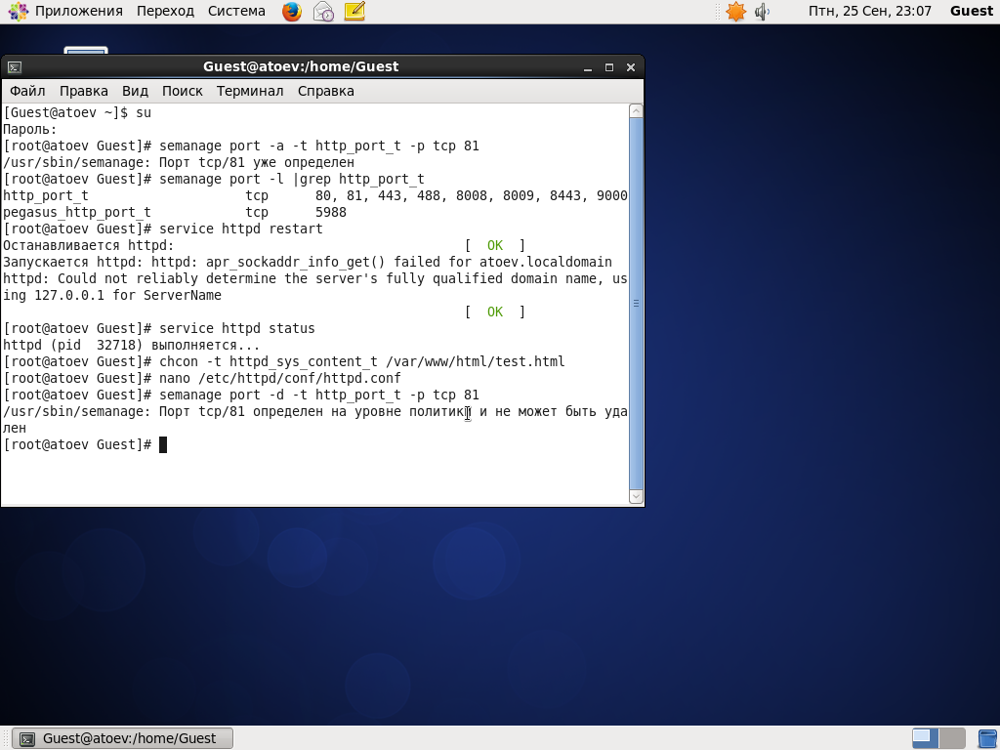 Приложения Переход Система Птн, 25 Сен, 23:07 Guest
Guest@atoev:/home/Guest
Файл Правка Вид Поиск Терминал Справка
[Guest@atoev ~]$ su
Пароль:
[root@atoev Guest]# semanage port -a -t http_port_t -p tcp 81
/usr/sbin/semanage: Порт tcp/81 уже определен
[root@atoev Guest]# semanage port -l |grep http_port_t
http_port_t                    tcp      80, 81, 443, 488, 8008, 8009, 8443, 9000
pegasus_http_port_t            tcp      5988
[root@atoev Guest]# service httpd restart
Останавливается httpd:                                     [  OK  ]
Запускается httpd: httpd: apr_sockaddr_info_get() failed for atoev.localdomain
httpd: Could not reliably determine the server's fully qualified domain name, us
ing 127.0.0.1 for ServerName
[  OK  ]
[root@atoev Guest]# service httpd status
httpd (pid  32718) выполняется...
[root@atoev Guest]# chcon -t httpd_sys_content_t /var/www/html/test.html
[root@atoev Guest]# nano /etc/httpd/conf/httpd.conf
[root@atoev Guest]# semanage port -d -t http_port_t -p tcp 81
/usr/sbin/semanage: Порт tcp/81 определен на уровне политики и не может быть уда
лен
[root@atoev Guest]#
Guest@atoev:/home/Guest